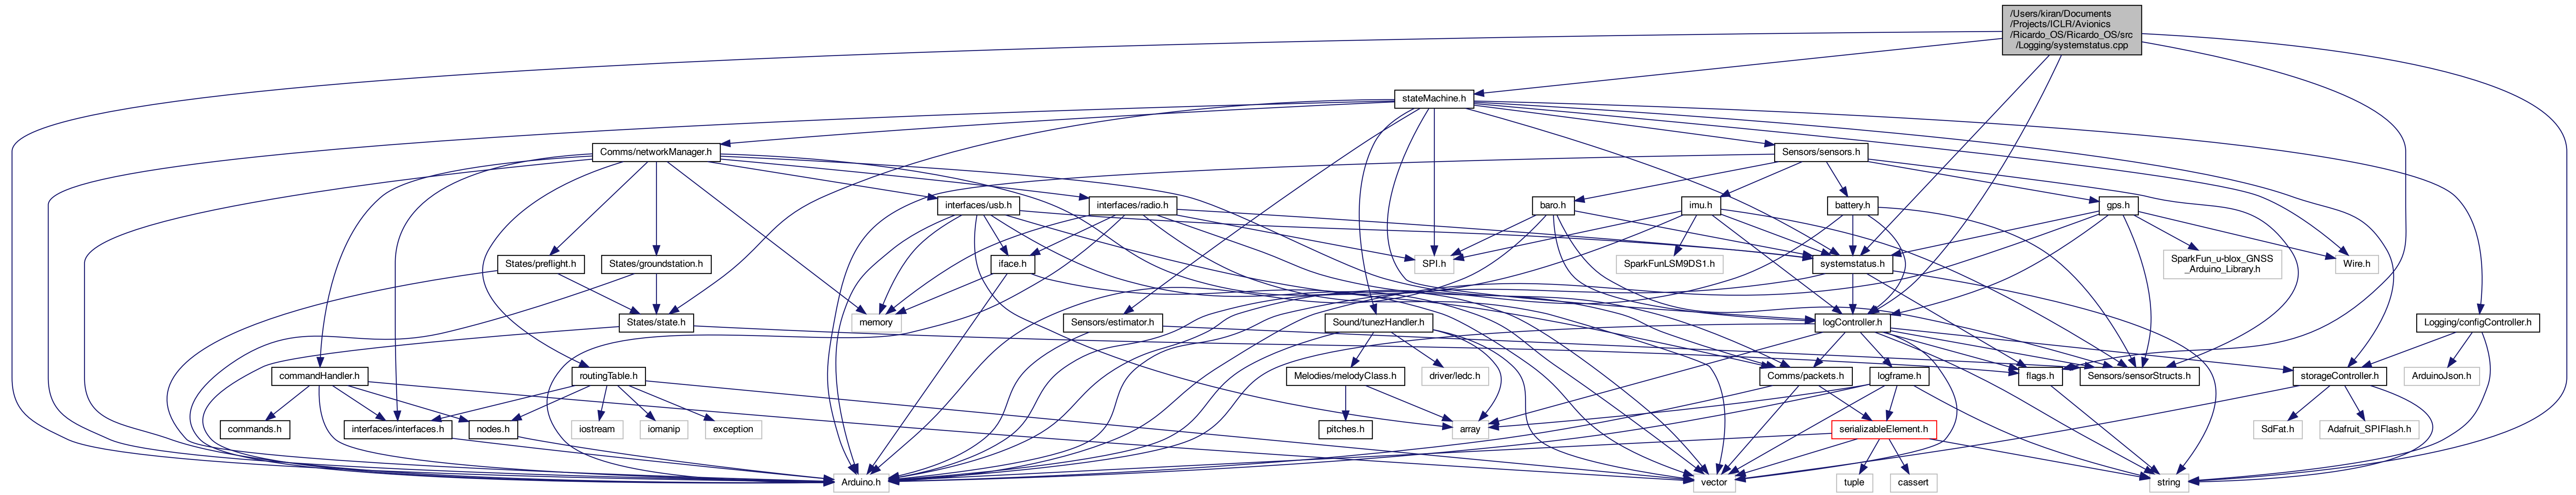 /Users/kiran/Documents
/Projects/ICLR/Avionics
/Ricardo_OS/Ricardo_OS/src
/Logging/systemstatus.cpp
stateMachine.h
Comms/networkManager.h
Sensors/sensors.h
interfaces/usb.h
interfaces/radio.h
baro.h
imu.h
battery.h
gps.h
States/preflight.h
States/groundstation.h
iface.h
SPI.h
SparkFunLSM9DS1.h
systemstatus.h
SparkFun_u-blox_GNSS
_Arduino_Library.h
Wire.h
States/state.h
memory
Sensors/estimator.h
Sound/tunezHandler.h
logController.h
Logging/configController.h
commandHandler.h
routingTable.h
Melodies/melodyClass.h
driver/ledc.h
Comms/packets.h
logframe.h
flags.h
Sensors/sensorStructs.h
storageController.h
ArduinoJson.h
commands.h
interfaces/interfaces.h
nodes.h
iostream
iomanip
exception
pitches.h
array
serializableElement.h
SdFat.h
Adafruit_SPIFlash.h
Arduino.h
vector
tuple
cassert
string